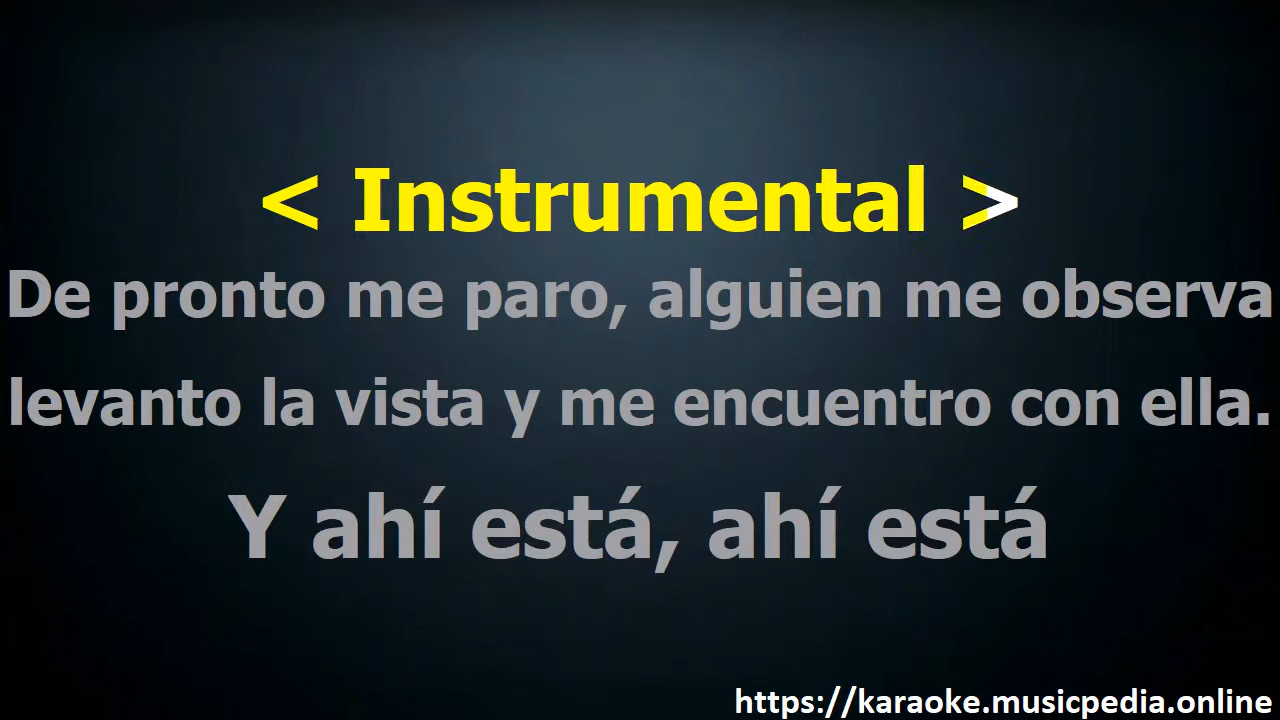 < Instrumental >
De pronto me paro, alguien me observa
levanto la vista y me encuentro con ella.
Y ahí está, ahí está
https://karaoke.musicpedia.online